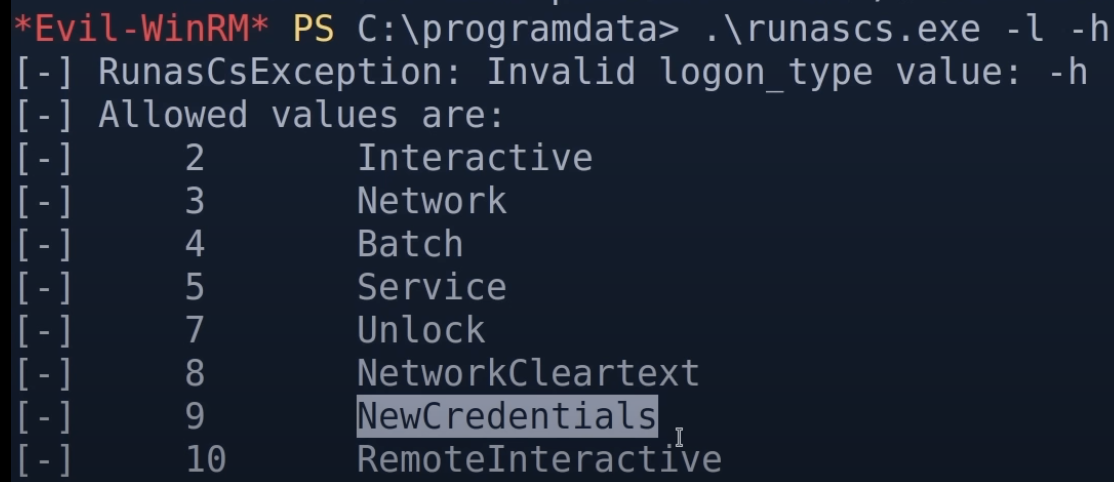 *Evil-WinRM* PS C:\programdata> .\runascs.exe -l -h
[-] RunasCsException: Invalid logon_type value: -h
[-] Allowed values are:
[-]     2       Interactive
[-]     3       Network
[-]     4       Batch
[-]     5       Service
[-]     7       Unlock
[-]     8       NetworkCleartext
[-]     9       NewCredentials
[-]     10      RemoteInteractive